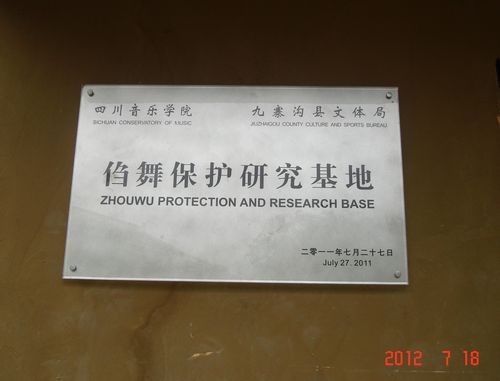 四川音乐学院
SICHUAN CONSERVATORY OF MUSIC
九寨沟县文体局
JIUZHAIGOU COUNTY CULTURE AND SPORTS BUREAU
㑇舞保护研究基地
ZHOUWU PROTECTION AND RESEARCH BASE
二零一一年七月二十七日
July 27. 2011
2012 7 18